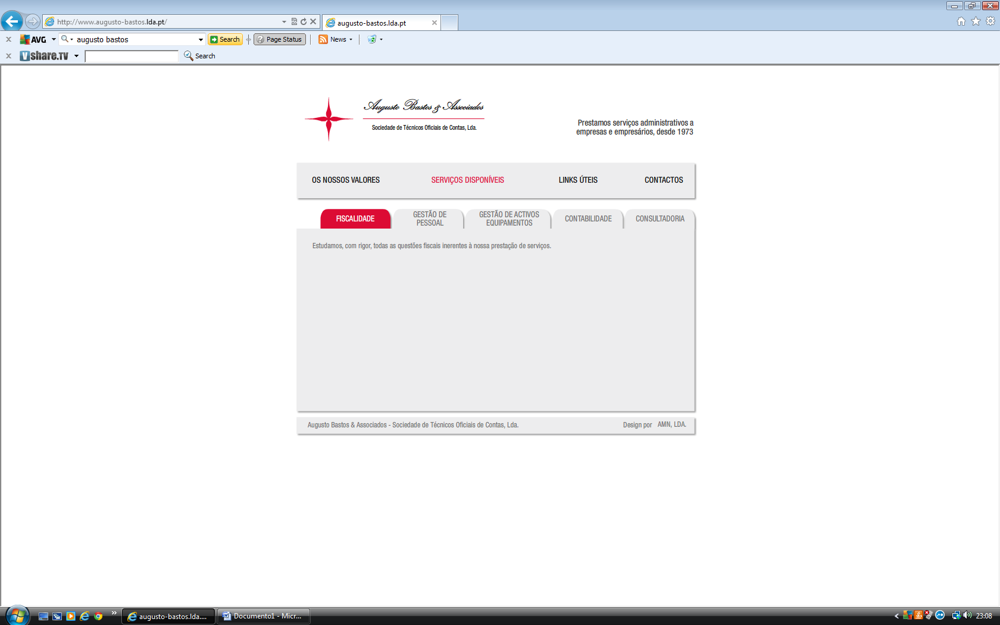 http://www.augusto-bastos.lda.pt/
augusto-bastos.lda.pt
AVG
augusto bastos
Search
Page Status
News
Vshare.TV
Search
Augusto Bastos & Associados
Sociedade de Técnicos Oficiais de Contas, Lda.
Prestamos serviços administrativos a
empresas e empresários, desde 1973
OS NOSSOS VALORES
SERVIÇOS DISPONÍVEIS
LINKS ÚTEIS
CONTACTOS
FISCALIDADE
GESTÃO DE
PESSOAL
GESTÃO DE ACTIVOS
EQUIPAMENTOS
CONTABILIDADE
CONSULTADORIA
Estudamos, com rigor, todas as questões fiscais inerentes à nossa prestação de serviços.
Augusto Bastos & Associados - Sociedade de Técnicos Oficiais de Contas, Lda.
Design por AMN, LDA.
augusto-bastos.lda....
Documento1 - Micr...
23:08